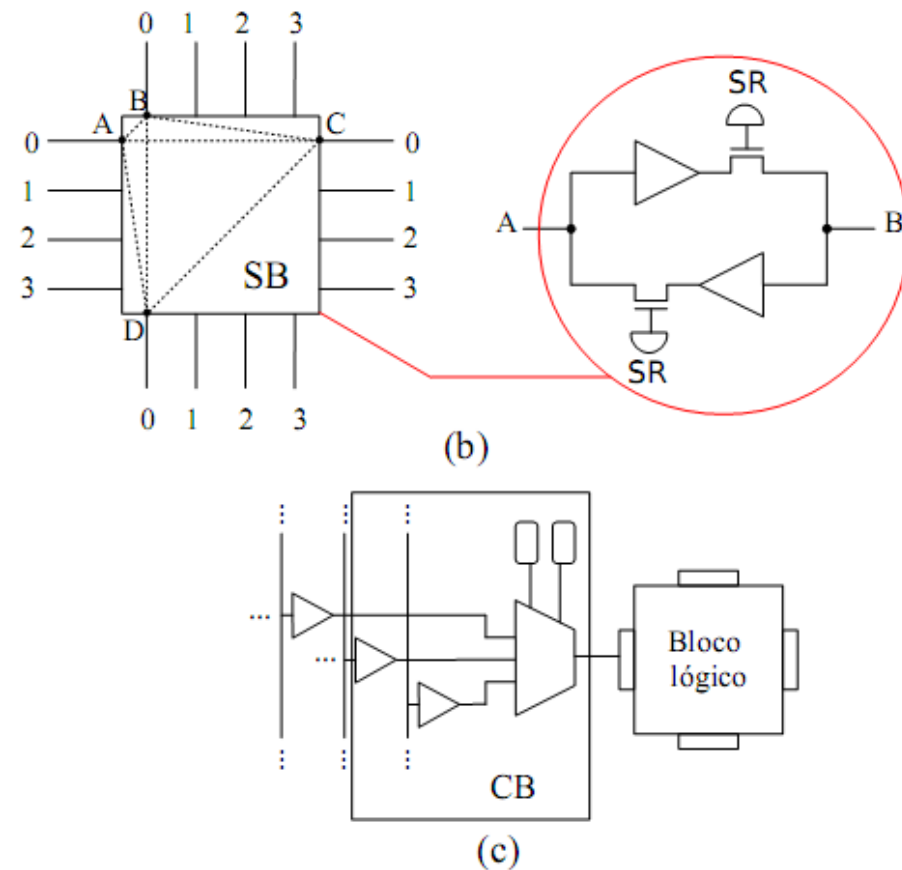 0 1 2 3
B
A C
0 0
1 1
2 2
3 3
SB
D
0 1 2 3
SR
A B
SR
(b)
... ...
...
...
Bloco
lógico
... ...
CB
(c)